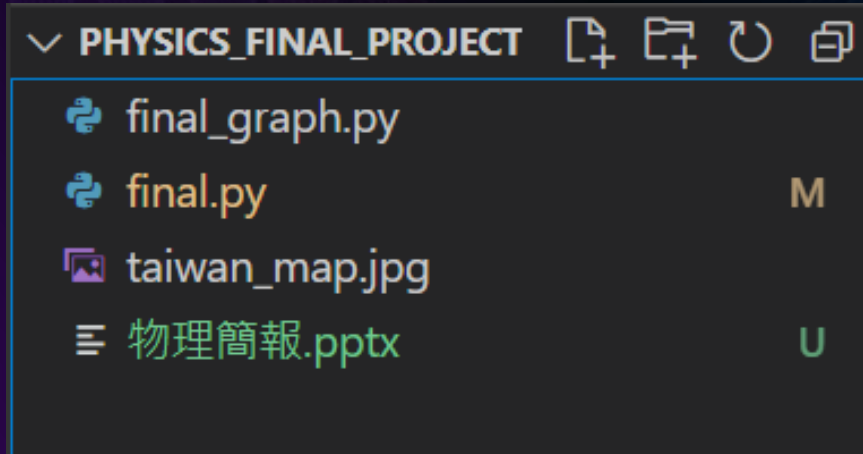 PHYSICS_FINAL_PROJECT
final_graph.py
final.py M
taiwan_map.jpg
物理簡報.pptx U